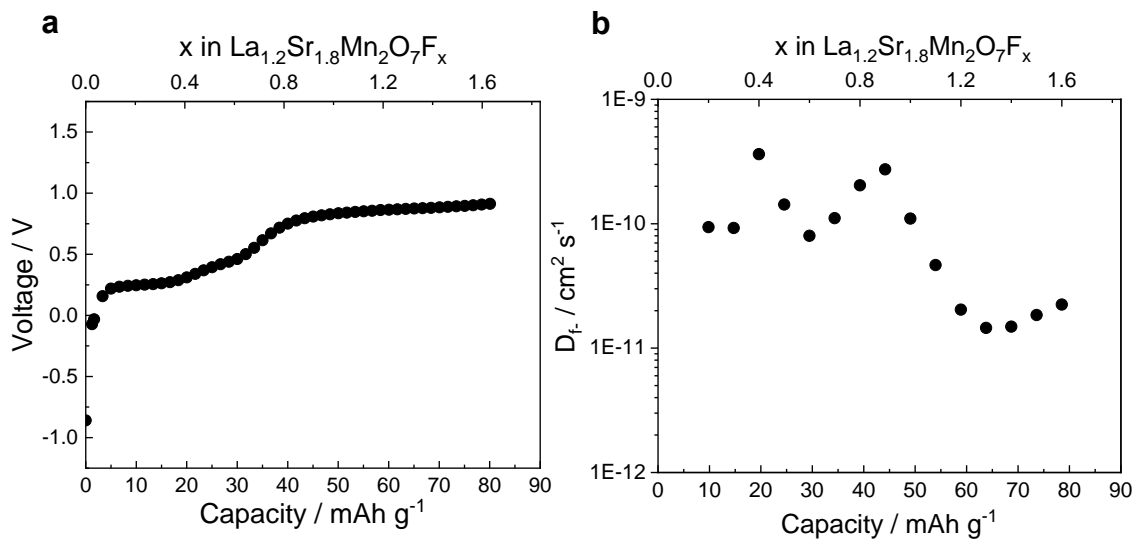 a
x in La1.2Sr1.8Mn2O7Fx
0.0 0.4 0.8 1.2 1.6
1.5
1.0
0.5
0.0
-0.5
-1.0
Voltage / V
0 10 20 30 40 50 60 70 80 90
Capacity / mAh g-1
b
x in La1.2Sr1.8Mn2O7Fx
0.0 0.4 0.8 1.2 1.6
1E-9
1E-10
1E-11
1E-12
Df- / cm2 s-1
0 10 20 30 40 50 60 70 80 90
Capacity / mAh g-1